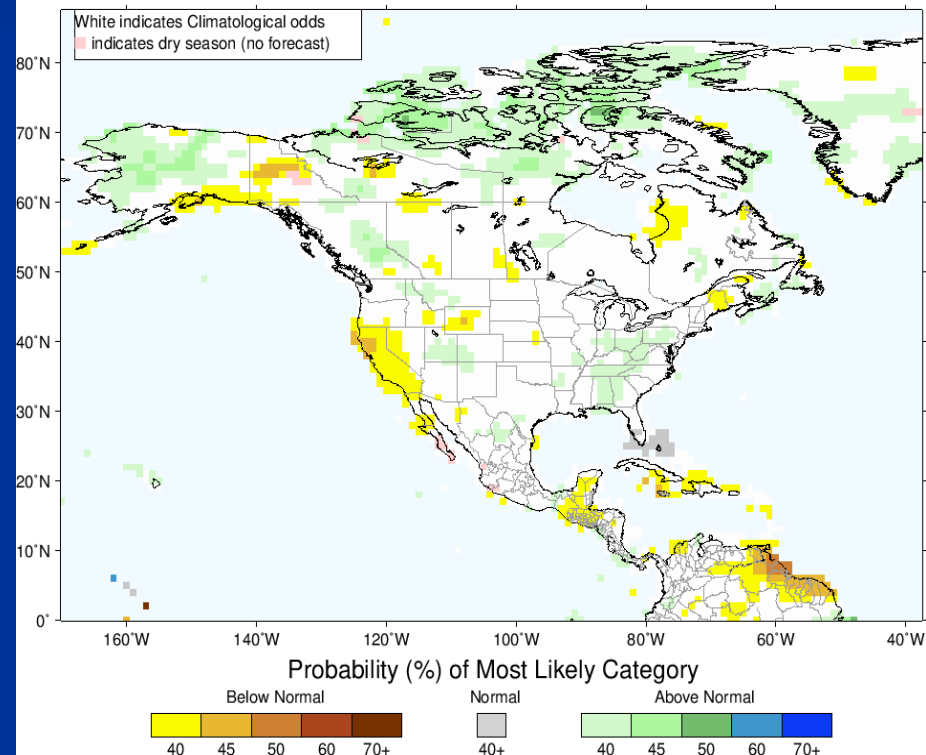 White indicates Climatological odds
indicates dry season (no forecast)
80˚N
70˚N
60˚N
50˚N
40˚N
30˚N
20˚N
10˚N
0˚
160˚W 140˚W 120˚W 100˚W 80˚W 60˚W 40˚W
Probability (%) of Most Likely Category
Below Normal Normal Above Normal
40 45 50 60 70+ 40+ 40 45 50 60 70+